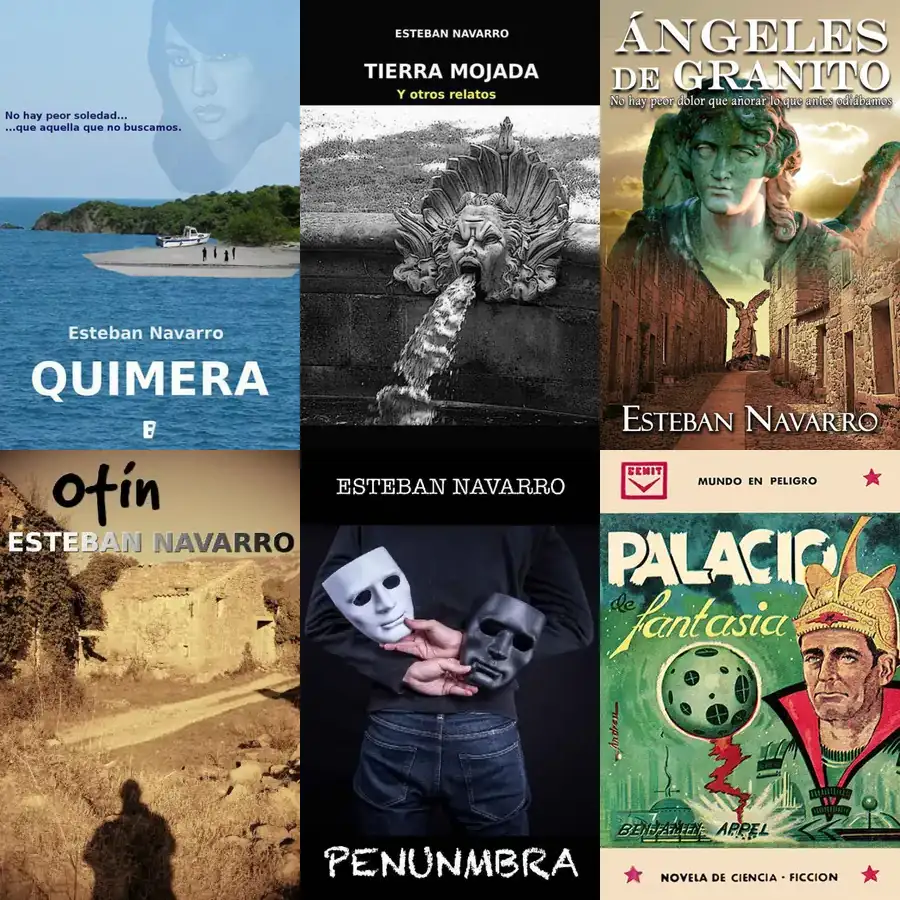 No hay peor soledad...
...que aquella que no buscamos.
Esteban Navarro
QUIMERA
B
ESTEBAN NAVARRO
TIERRA MOJADA
Y otros relatos
ÁNGELES
DE GRANITO
No hay peor dolor que añorar lo que antes odiábamos
ESTEBAN NAVARRO
otín
ESTEBAN NAVARRO
ESTEBAN NAVARRO
PENUNMBRA
CENIT
MUNDO EN PELIGRO
PALACIO
de
fantasia
BENJAMIN APPEL
NOVELA DE CIENCIA - FICCION